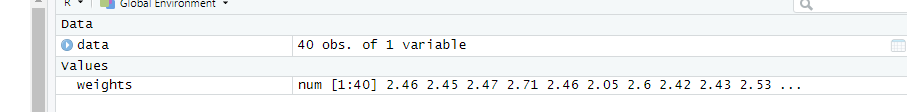 R Global Environment
Data
data 40 obs. of 1 variable
values
weights num [1:40] 2.46 2.45 2.47 2.71 2.46 2.05 2.6 2.42 2.43 2.53 ...